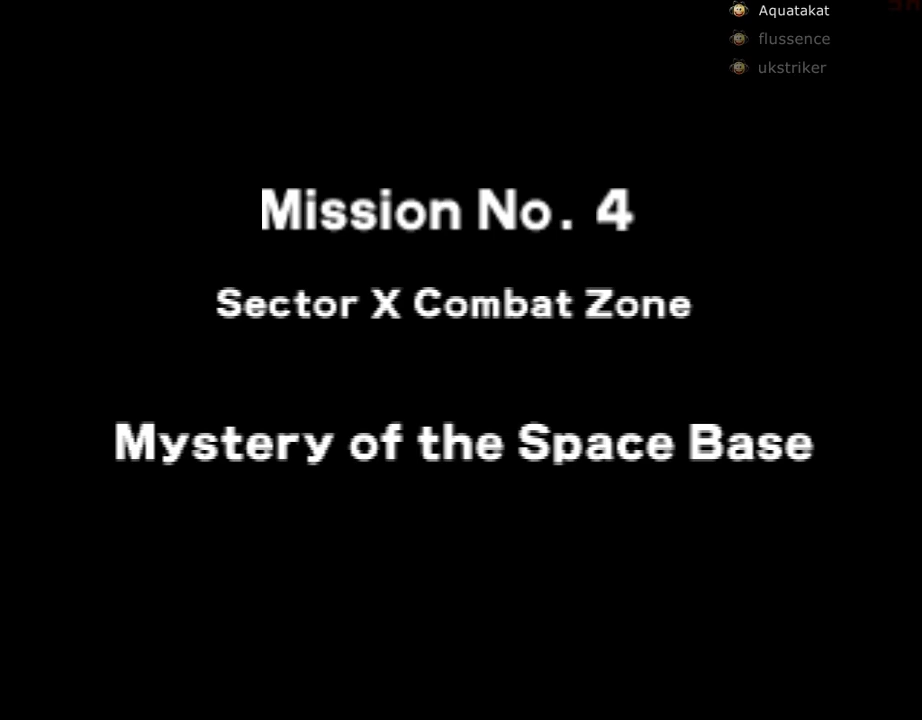 Aquatakat
flussence
ukstriker
Mission No. 4
Sector X Combat Zone
Mystery of the Space Base